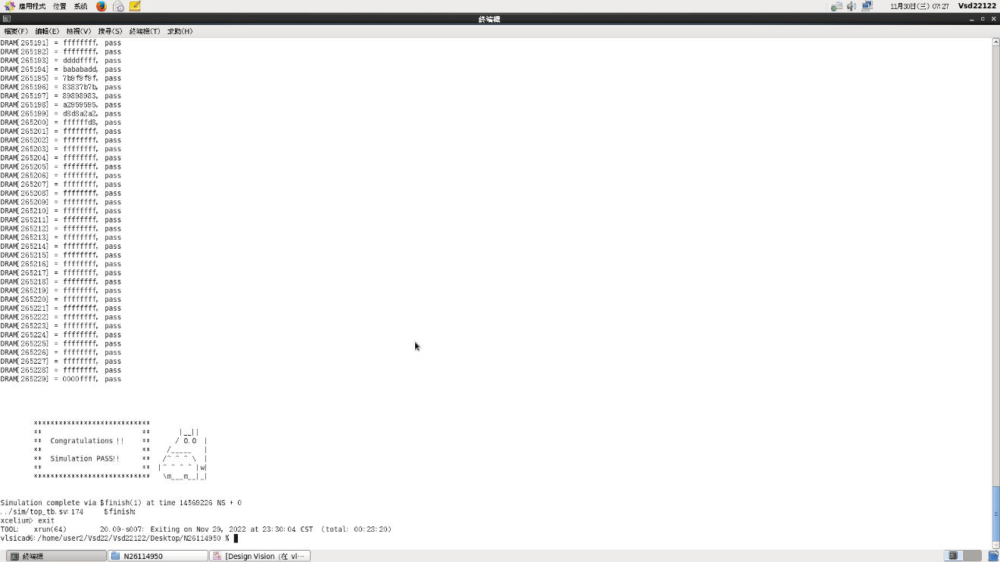 應用程式 位置 系統 11月30日(三) 07:27 Vsd22122
終端機
檔案(F) 編輯(E) 檢視(V) 搜尋(S) 終端機(T) 求助(H)
DRAM[265191] = ffffffff, pass
DRAM[265192] = ffffffff, pass
DRAM[265193] = ddddffff, pass
DRAM[265194] = bababadd, pass
DRAM[265195] = 7b9f9f9f, pass
DRAM[265196] = 83837b7b, pass
DRAM[265197] = 89898983, pass
DRAM[265198] = a2959595, pass
DRAM[265199] = d8d8a2a2, pass
DRAM[265200] = ffffffd8, pass
DRAM[265201] = ffffffff, pass
DRAM[265202] = ffffffff, pass
DRAM[265203] = ffffffff, pass
DRAM[265204] = ffffffff, pass
DRAM[265205] = ffffffff, pass
DRAM[265206] = ffffffff, pass
DRAM[265207] = ffffffff, pass
DRAM[265208] = ffffffff, pass
DRAM[265209] = ffffffff, pass
DRAM[265210] = ffffffff, pass
DRAM[265211] = ffffffff, pass
DRAM[265212] = ffffffff, pass
DRAM[265213] = ffffffff, pass
DRAM[265214] = ffffffff, pass
DRAM[265215] = ffffffff, pass
DRAM[265216] = ffffffff, pass
DRAM[265217] = ffffffff, pass
DRAM[265218] = ffffffff, pass
DRAM[265219] = ffffffff, pass
DRAM[265220] = ffffffff, pass
DRAM[265221] = ffffffff, pass
DRAM[265222] = ffffffff, pass
DRAM[265223] = ffffffff, pass
DRAM[265224] = ffffffff, pass
DRAM[265225] = ffffffff, pass
DRAM[265226] = ffffffff, pass
DRAM[265227] = ffffffff, pass
DRAM[265228] = ffffffff, pass
DRAM[265229] = 0000ffff, pass
****************************
** ** |__||
** Congratulations !! ** / O.O |
** ** /_____ |
** Simulation PASS!! ** /^ ^ ^ \ |
** ** |^ ^ ^ ^ |w|
**************************** \m___m__|_|
Simulation complete via $finish(1) at time 14569226 NS + 0
../sim/top_tb.sv:174 $finish;
xcelium> exit
TOOL: xrun(64) 20.09-s007: Exiting on Nov 29, 2022 at 23:30:04 CST (total: 00:23:20)
vlsicad6:/home/user2/Vsd22/Vsd22122/Desktop/N26114950 %
終端機 N26114950 [Design Vision (在 vl…